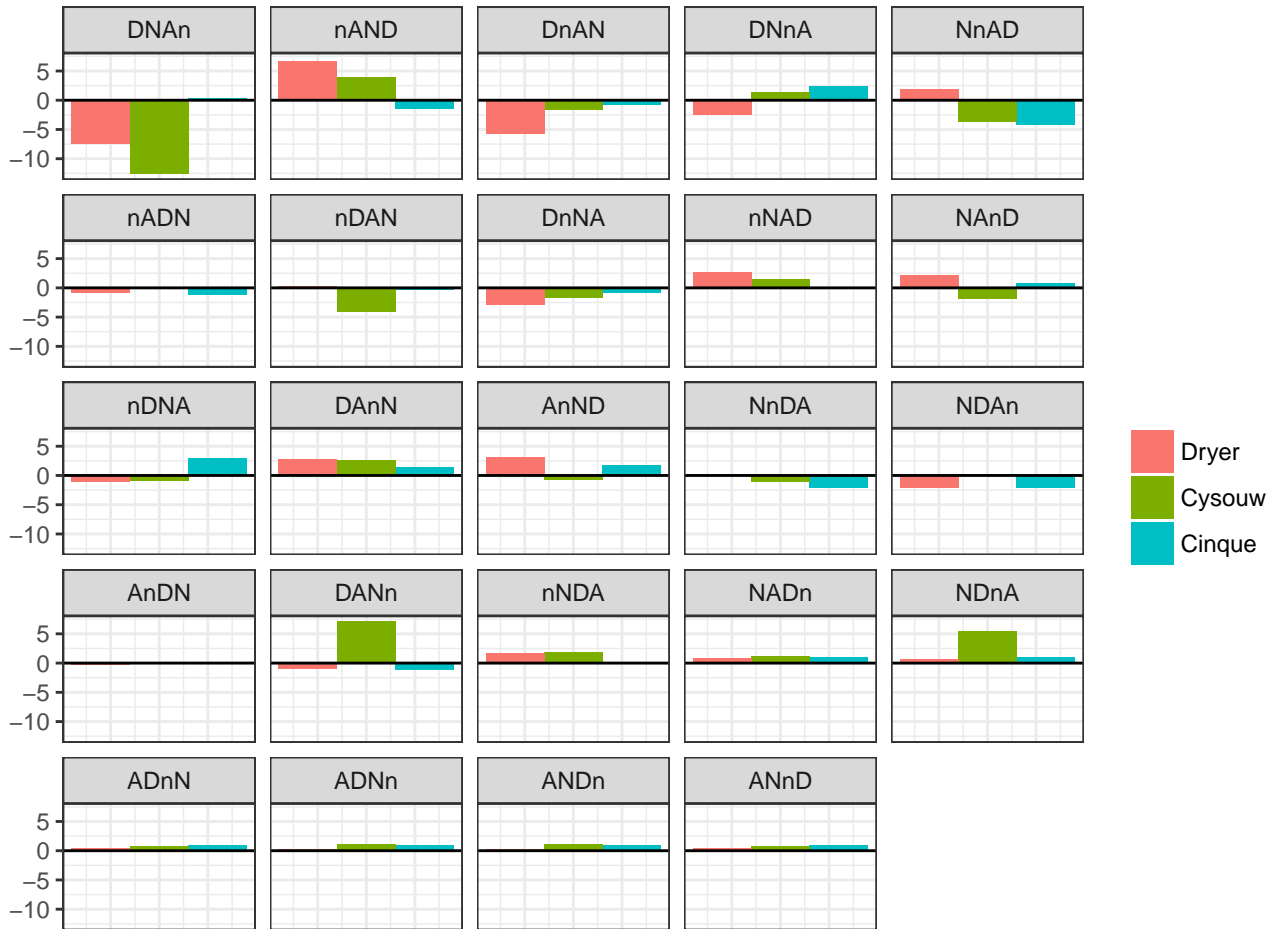 DNAn nAND DnAN DNnA NnAD
5
0
−5
−10
nADN nDAN DnNA nNAD NAnD
5
0
−5
−10
nDNA DAnN AnND NnDA NDAn
5
0
−5
−10
Dryer
Cysouw
Cinque
AnDN DANn nNDA NADn NDnA
5
0
−5
−10
ADnN ADNn ANDn ANnD
5
0
−5
−10